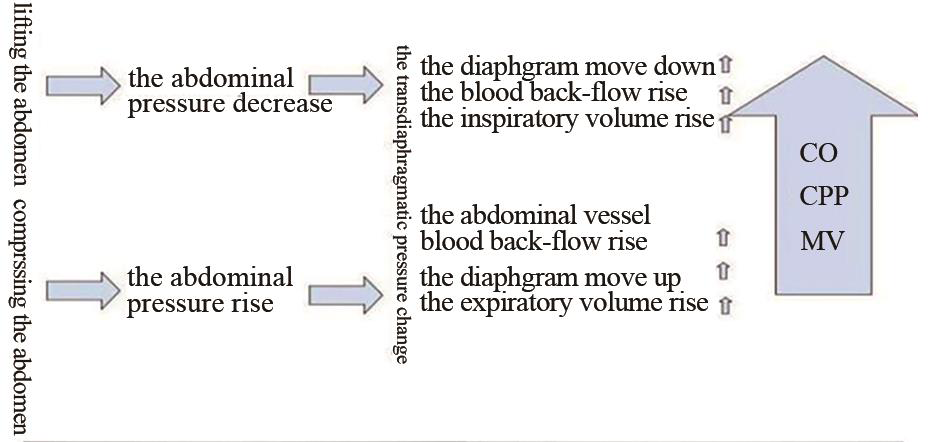 lifting the abdomen
the abdominal
pressure decrease
the transdiaphragmatic pressure change
the diaphgram move down
the blood back-flow rise
the inspiratory volume rise
comprssing the abdomen
the abdominal
pressure rise
the abdominal vessel
blood back-flow rise
the diaphgram move up
the expiratory volume rise
CO
CPP
MV